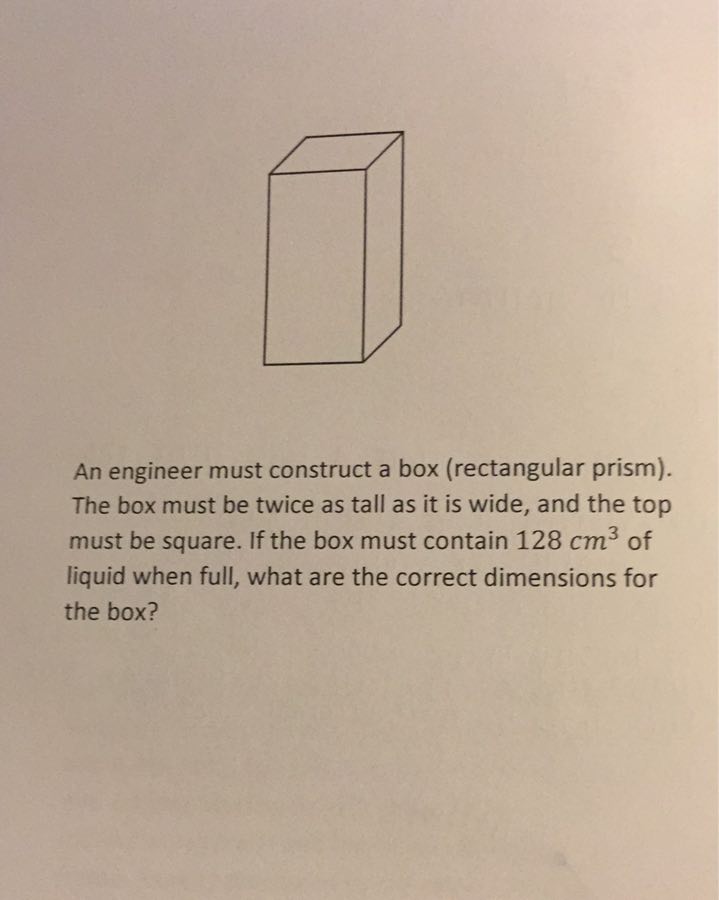 An engineer must construct a box (rectangular prism).
The box must be twice as tall as it is wide, and the top
must be square. If the box must contain 128 cm³ of
liquid when full, what are the correct dimensions for
the box?